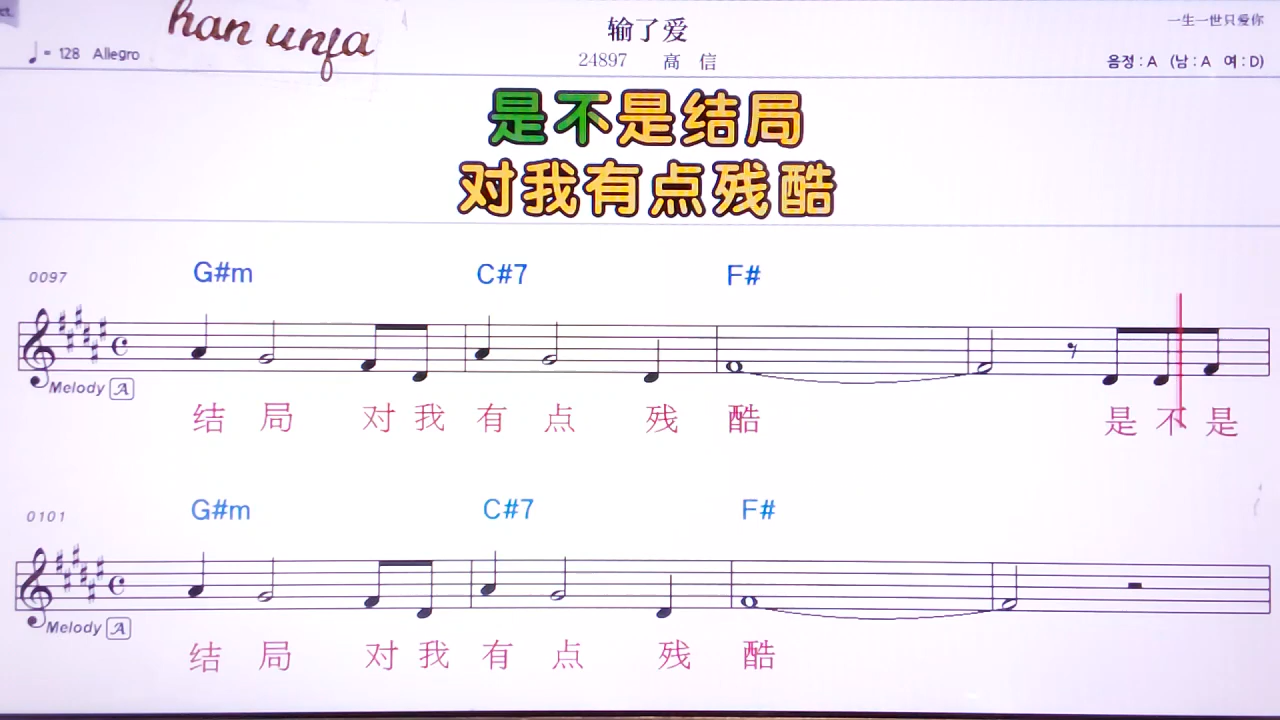 ct.
han unja
输了爱
一生一世只爱你
♩= 128 Allegro
24897 高 信
음정 : A (남 : A 여 : D)
是不是结局
对我有点残酷
0097
G#m C#7 F#
Melody A
结 局 对 我 有 点 残 酷 是 不 是
0101
G#m C#7 F#
Melody A
结 局 对 我 有 点 残 酷